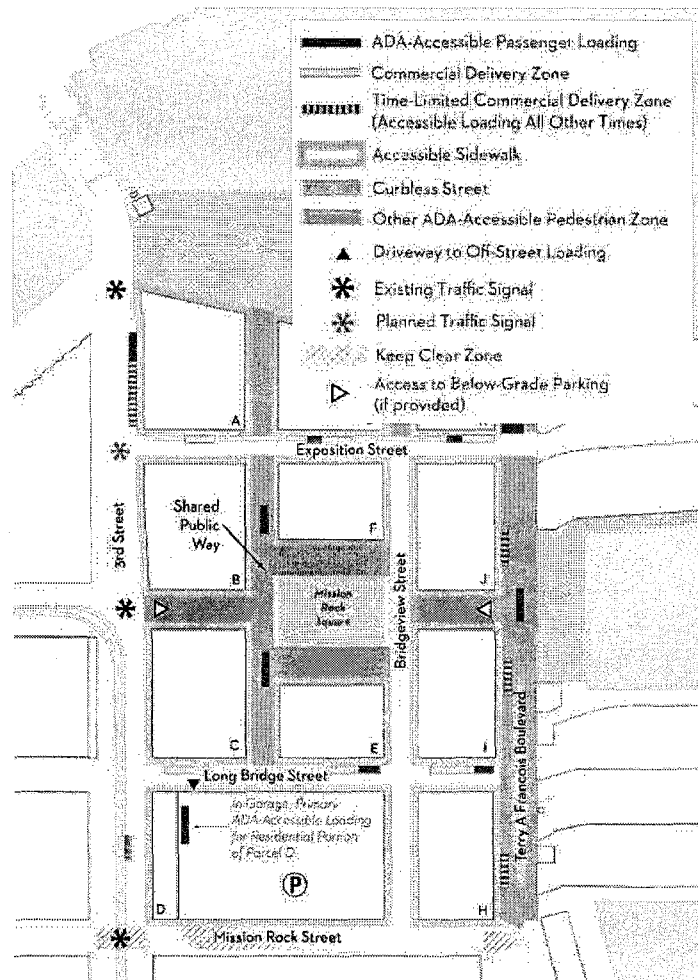 ADA-Accessible Passenger Loading
Commercial Delivery Zone
Time-Limited Commercial Delivery Zone
(Accessible Loading All Other Times)
Accessible Sidewalk
Curbless Street
Other ADA-Accessible Pedestrian Zone
Driveway to Off-Street Loading
Existing Traffic Signal
Planned Traffic Signal
Keep Clear Zone
Access to Below-Grade Parking
(if provided)
A
Exposition Street
3rd Street
Shared
Public
Way
F
B
J
Mission
Rock
Square
Bridgeview Street
C
E
I
Terry A Francois Boulevard
Long Bridge Street
In-Garage, Primary
ADA-Accessible Loading
for Residential Portion
of Parcel D.
P
D
H
Mission Rock Street